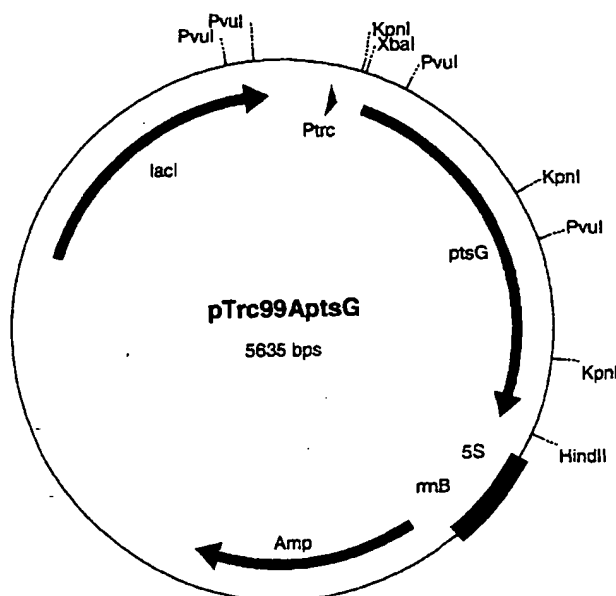 PvuI
PvuI
KpnI
XbaI
PvuI
Ptrc
lacI
KpnI
PvuI
ptsG
pTrc99AptsG
5635 bps
KpnI
HindII
5S
rrnB
Amp